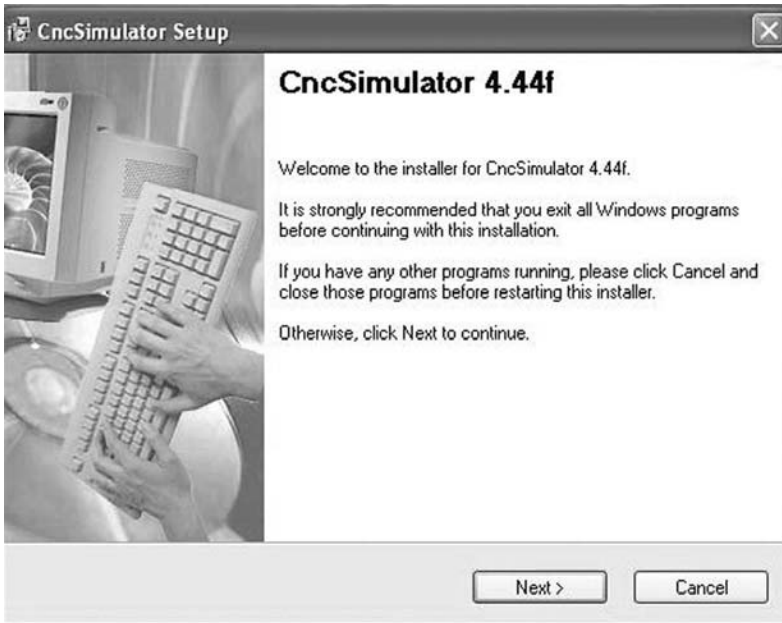 CncSimulator Setup
CncSimulator 4.44f
Welcome to the installer for CncSimulator 4.44f.
It is strongly recommended that you exit all Windows programs
before continuing with this installation.
If you have any other programs running, please click Cancel and
close those programs before restarting this installer.
Otherwise, click Next to continue.
Next >
Cancel